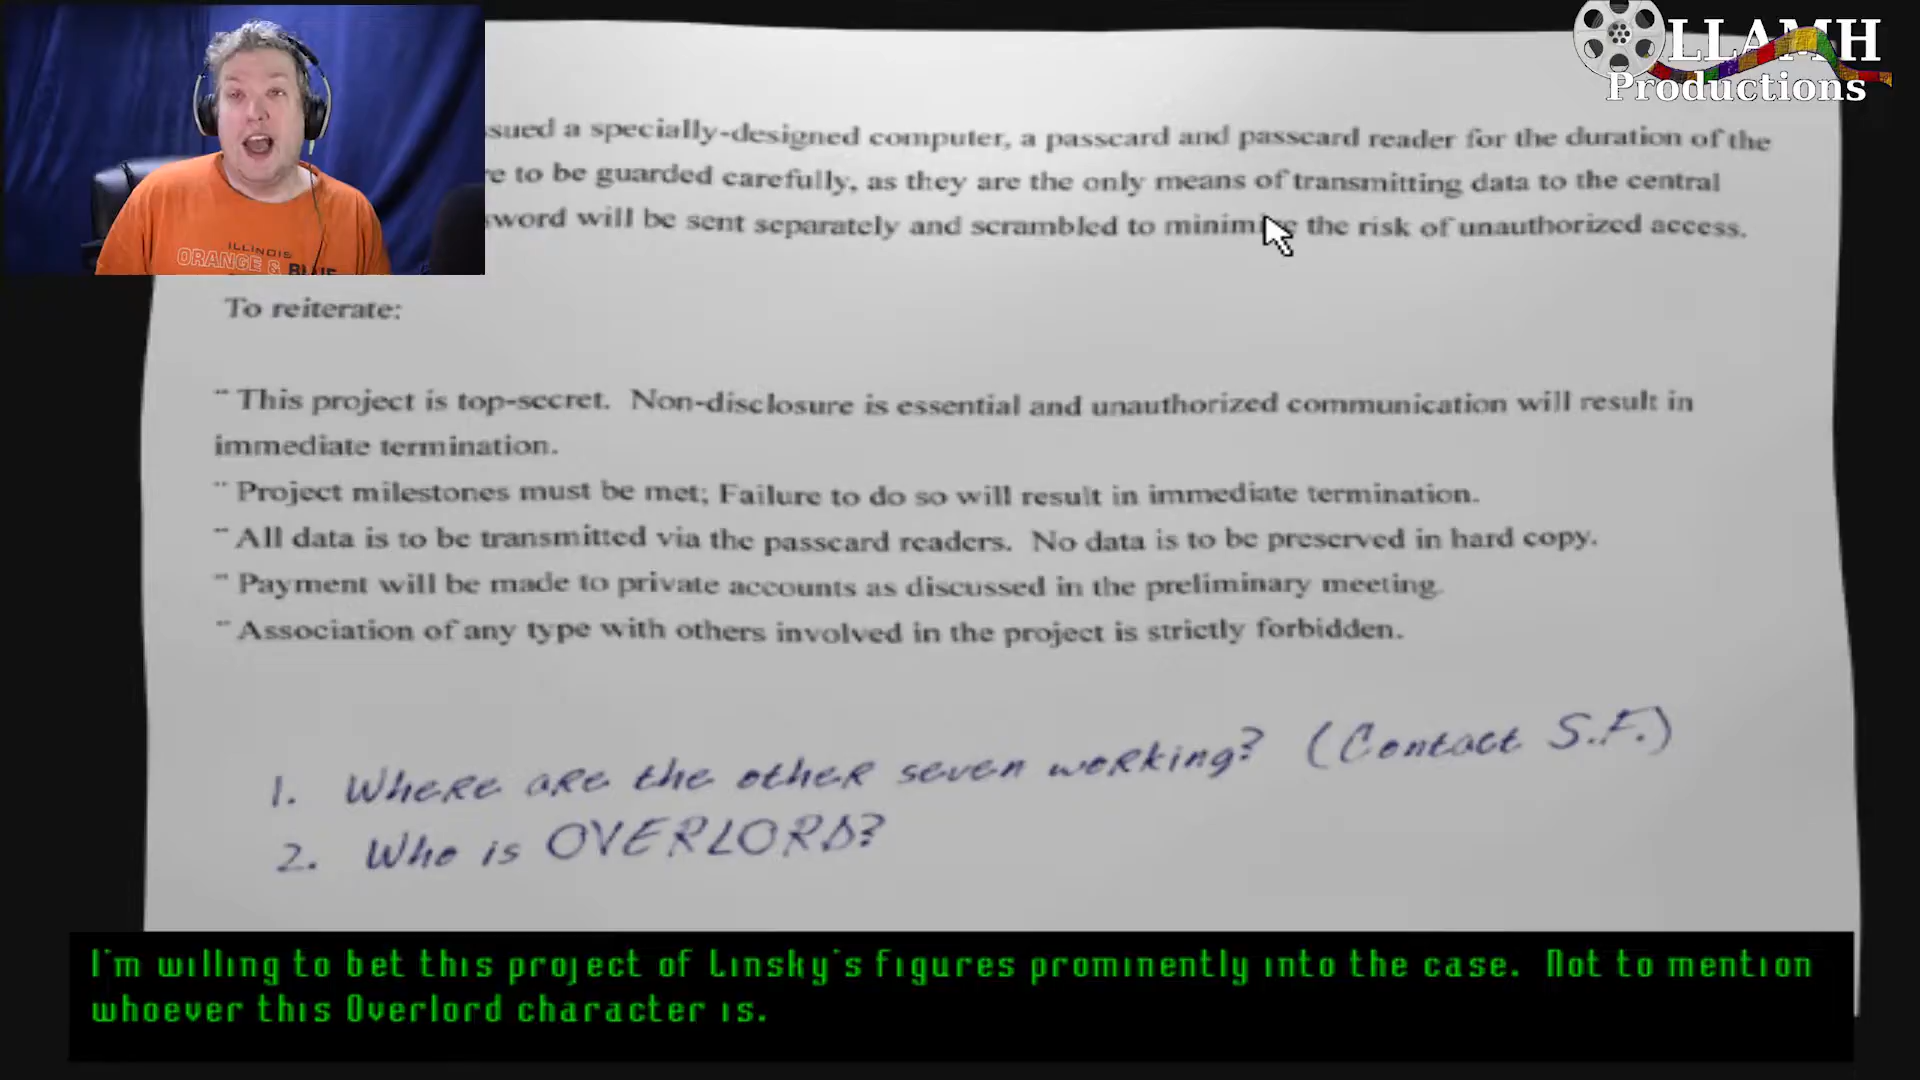 OLLAMH
Productions
ssued a specially-designed computer, a passcard and passcard reader for the duration of the
e to be guarded carefully, as they are the only means of transmitting data to the central
sword will be sent separately and scrambled to minimize the risk of unauthorized access.
ILLINOIS
ORANGE & BLUE
To reiterate:
¨ This project is top-secret. Non-disclosure is essential and unauthorized communication will result in
immediate termination.
¨ Project milestones must be met; Failure to do so will result in immediate termination.
¨ All data is to be transmitted via the passcard readers. No data is to be preserved in hard copy.
¨ Payment will be made to private accounts as discussed in the preliminary meeting.
¨ Association of any type with others involved in the project is strictly forbidden.
1. Where are the other seven working? (Contact S.F.)
2. Who is OVERLORD?
I'm willing to bet this project of Linsky's figures prominently into the case. Not to mention
whoever this Overlord character is.